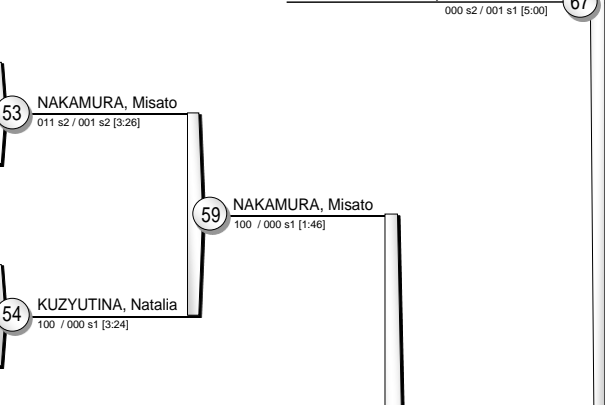 000 s2 / 001 s1 [5:00]
67
53
NAKAMURA, Misato
011 s2 / 001 s2 [3:26]
59
NAKAMURA, Misato
100 / 000 s1 [1:46]
54
KUZYUTINA, Natalia
100 / 000 s1 [3:24]